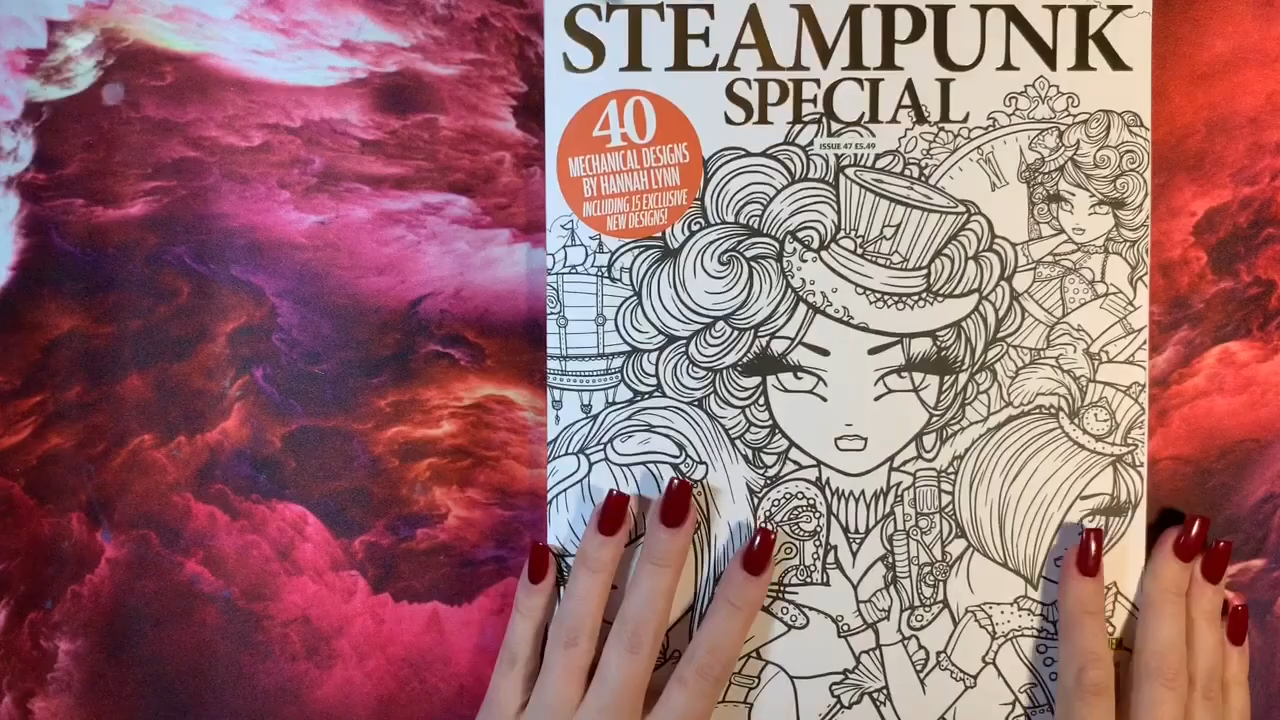 STEAMPUNK
SPECIAL
ISSUE 47 £5.49
40
MECHANICAL DESIGNS
BY HANNAH LYNN
INCLUDING 15 EXCLUSIVE
NEW DESIGNS!